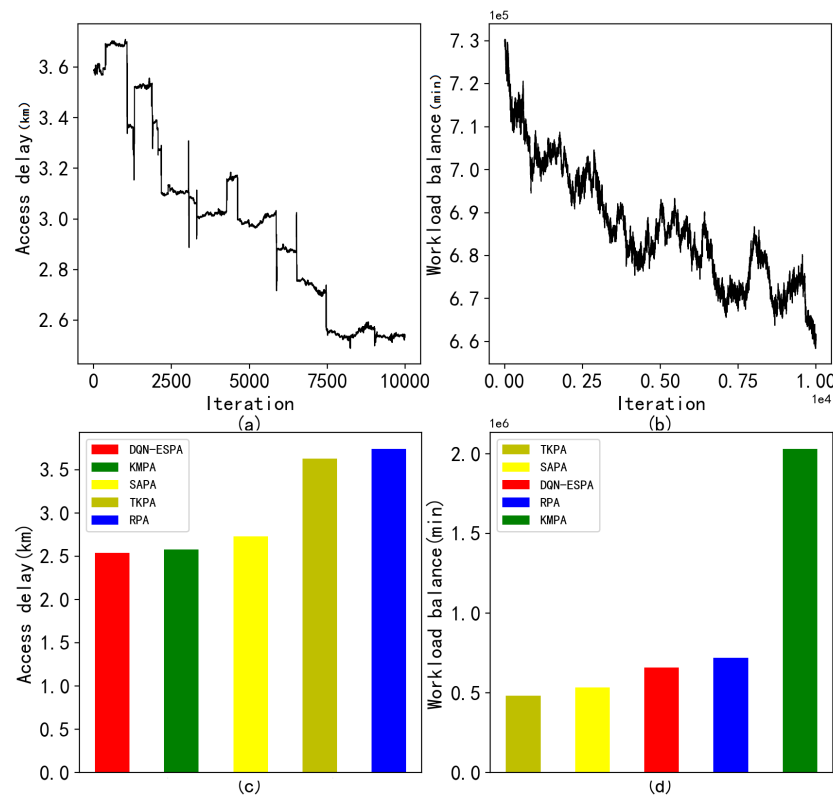 1e5
3.6
3.4
3.2
3.0
2.8
2.6
Access delay(km)
0
2500
5000
7500
10000
Iteration
(a)
7.3
7.2
7.1
7.0
6.9
6.8
6.7
6.6
Workload balance(min)
0.00
0.25
0.50
0.75
1.00
1e4
Iteration
(b)
DQN-ESPA
KMPA
SAPA
TKPA
RPA
3.5
3.0
2.5
2.0
1.5
1.0
0.5
0.0
Access delay(km)
(c)
1e6
TKPA
SAPA
DQN-ESPA
RPA
KMPA
2.0
1.5
1.0
0.5
0.0
Workload balance(min)
(d)